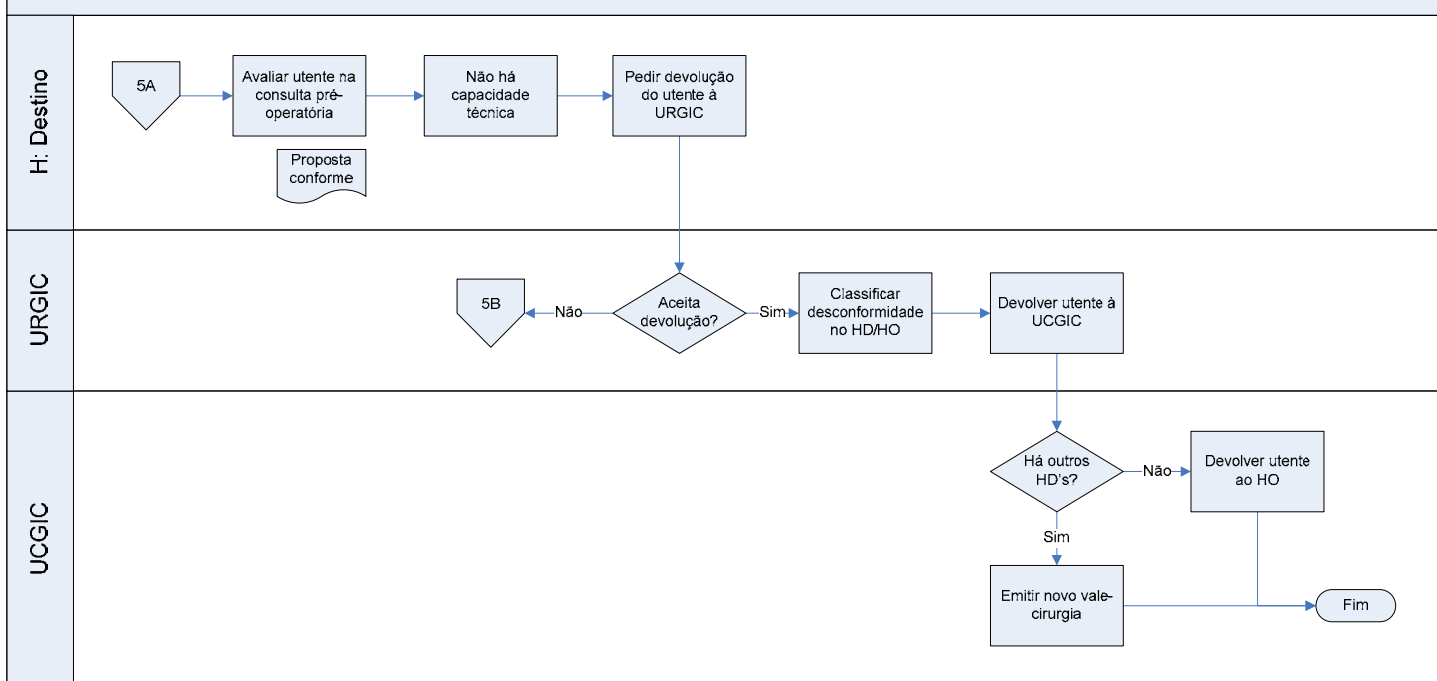 H: Destino
5A
Avaliar utente na
consulta pré-
operatória
Não há
capacidade
técnica
Pedir devolução
do utente à
URGIC
Proposta
conforme
URGIC
5B
Não
Aceita
devolução?
Sim
Classificar
desconformidade
no HD/HO
Devolver utente à
UCGIC
UCGIC
Há outros
HD's?
Não
Devolver utente
ao HO
Sim
Emitir novo vale-
cirurgia
Fim